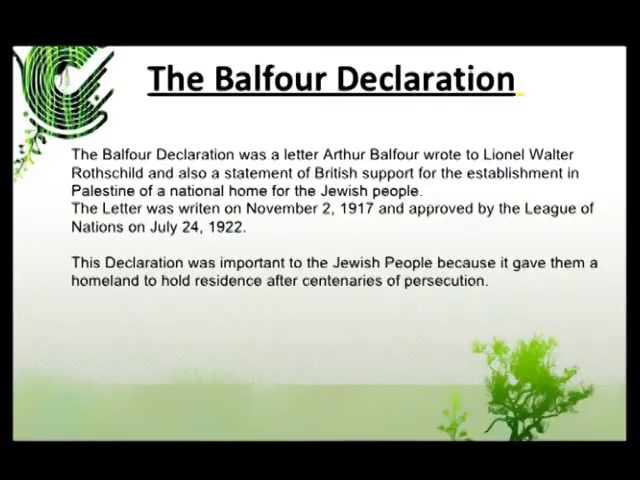 The Balfour Declaration
The Balfour Declaration was a letter Arthur Balfour wrote to Lionel Walter
Rothschild and also a statement of British support for the establishment in
Palestine of a national home for the Jewish people.
The Letter was writen on November 2, 1917 and approved by the League of
Nations on July 24, 1922.
This Declaration was important to the Jewish People because it gave them a
homeland to hold residence after centenaries of persecution.